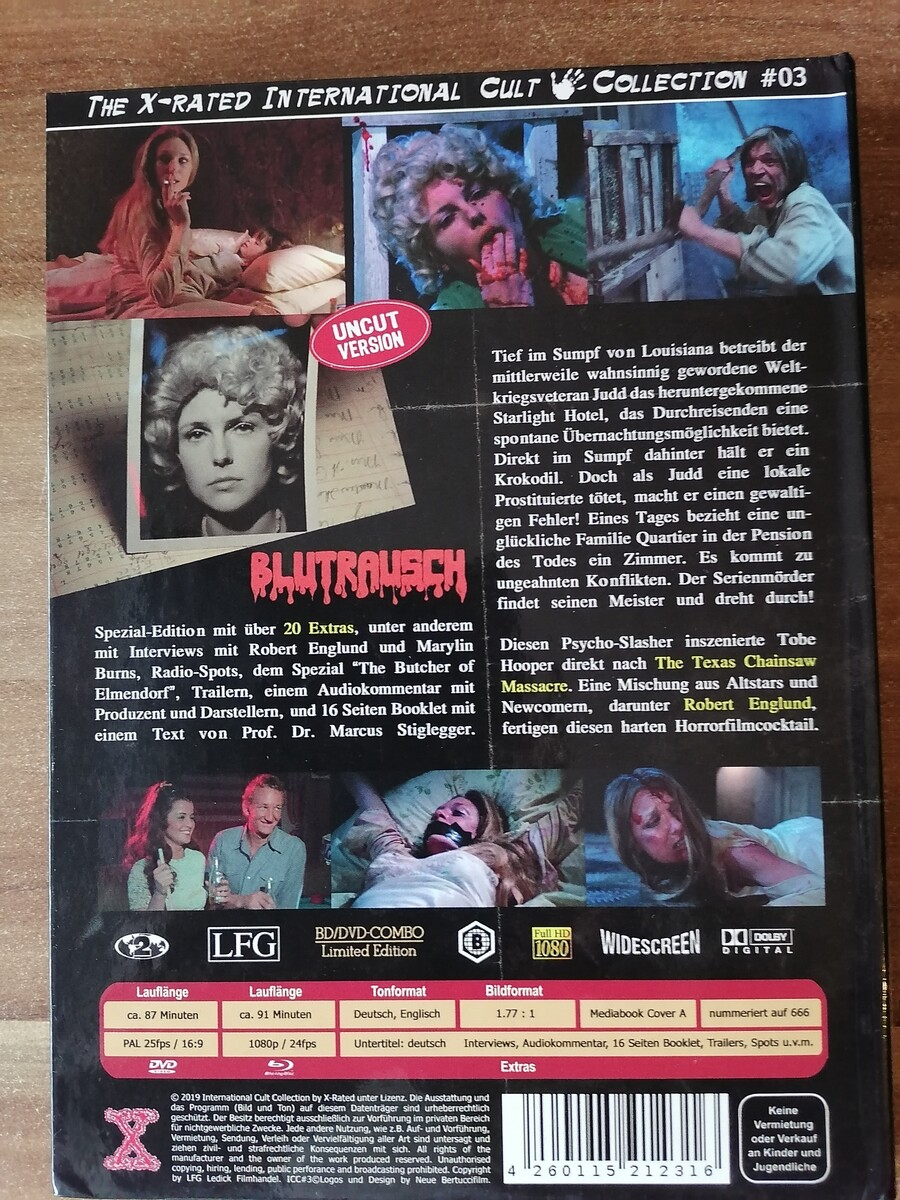 THE X-RATED INTERNATIONAL CULT COLLECTION #03
UNCUT
VERSION
Tief im Sumpf von Louisiana betreibt der
mittlerweile wahnsinnig gewordene Welt-
kriegsveteran Judd das heruntergekommene
Starlight Hotel, das Durchreisenden eine
spontane Übernachtungsmöglichkeit bietet.
Direkt im Sumpf dahinter hält er ein
Krokodil. Doch als Judd eine lokale
Prostituierte tötet, macht er einen gewalti-
gen Fehler! Eines Tages bezieht eine un-
glückliche Familie Quartier in der Pension
des Todes ein Zimmer. Es kommt zu
ungeahnten Konflikten. Der Serienmörder
findet seinen Meister und dreht durch!
BLUTRAUSCH
Spezial-Edition mit über 20 Extras, unter anderem
mit Interviews mit Robert Englund und Marylin
Burns, Radio-Spots, dem Spezial "The Butcher of
Elmendorf", Trailern, einem Audiokommentar mit
Produzent und Darstellern, und 16 Seiten Booklet mit
einem Text von Prof. Dr. Marcus Stiglegger.
Diesen Psycho-Slasher inszenierte Tobe
Hooper direkt nach The Texas Chainsaw
Massacre. Eine Mischung aus Altstars und
Newcomern, darunter Robert Englund,
fertigen diesen harten Horrorfilmcocktail.
2
LFG
BD/DVD-COMBO
Limited Edition
B
Full HD
1080
WIDESCREEN
DOLBY
DIGITAL
Lauflänge Lauflänge Tonformat Bildformat
ca. 87 Minuten ca. 91 Minuten Deutsch, Englisch 1.77 : 1 Mediabook Cover A nummeriert auf 666
PAL 25fps / 16:9 1080p / 24fps Untertitel: deutsch Interviews, Audiokommentar, 16 Seiten Booklet, Trailers, Spots u.v.m.
DVD Blu-ray Disc Extras
X
© 2019 International Cult Collection by X-Rated unter Lizenz. Die Ausstattung und
das Programm (Bild und Ton) auf diesem Datenträger sind urheberrechtlich
geschützt. Der Besitz berechtigt ausschließlich zur Vorführung im privaten Bereich
für nichtgewerbliche Zwecke. Jede andere Nutzung, wie z.B. Auf- und Vorführung,
Vermietung, Sendung, Verleih oder Vervielfältigung aller Art sind untersagt und
ziehen zivil- und strafrechtliche Konsequenzen mit sich. All rights of the
manufacturer and the owner of the work produced reserved. Unauthorised
copying, hiring, lending, public perforance and broadcasting prohibited. Copyright
by LFG Ledick Filmhandel. ICC#3©Logos und Design by Neue Bertuccifilm.
4 260115 212316
Keine
Vermietung
oder Verkauf
an Kinder und
Jugendliche